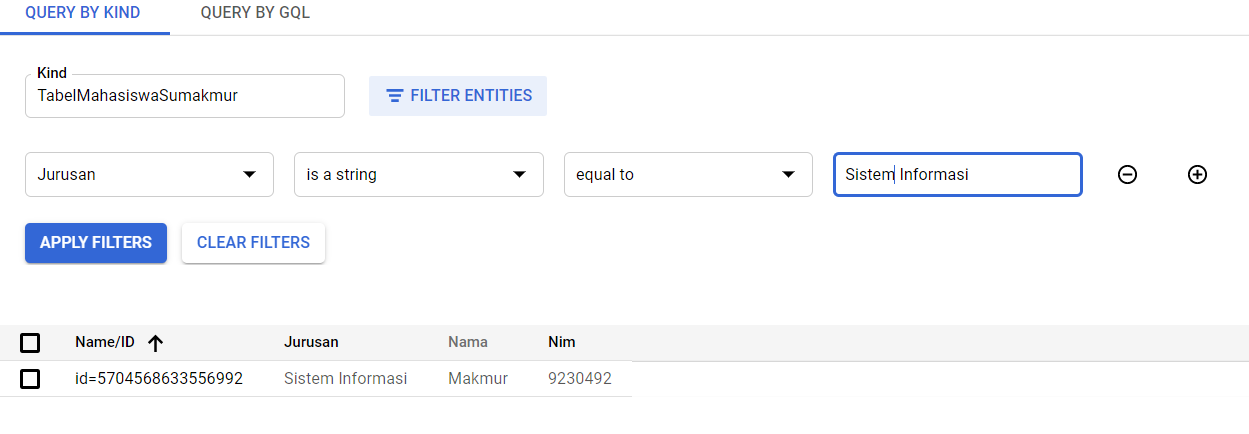 QUERY BY KIND QUERY BY GQL
Kind
TabelMahasiswaSumakmur FILTER ENTITIES
Jurusan is a string equal to Sistem Informasi
APPLY FILTERS CLEAR FILTERS
Name/ID Jurusan Nama Nim
id=5704568633556992 Sistem Informasi Makmur 9230492